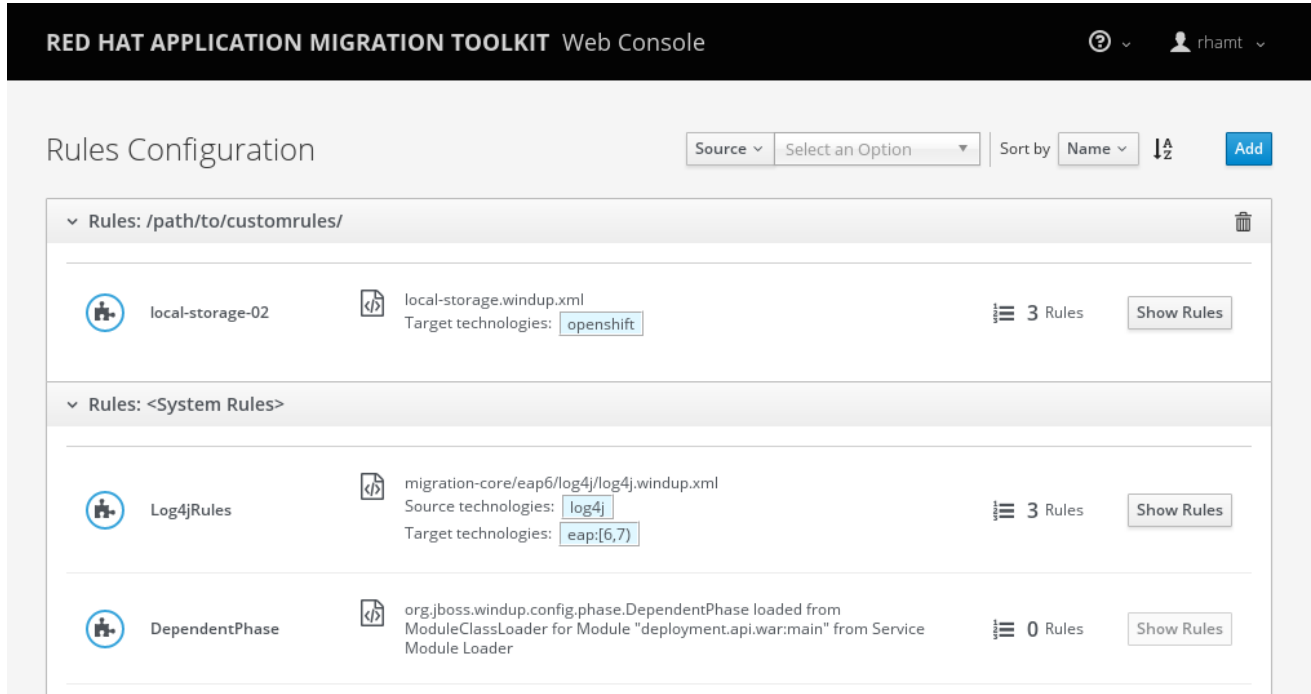 RED HAT APPLICATION MIGRATION TOOLKIT Web Console
rhamt
Rules Configuration
Source
Select an Option
Sort by
Name
Add
Rules: /path/to/customrules/
local-storage-02
local-storage.windup.xml
Target technologies: openshift
3 Rules
Show Rules
Rules: <System Rules>
Log4jRules
migration-core/eap6/log4j/log4j.windup.xml
Source technologies: log4j
Target technologies: eap:[6,7)
3 Rules
Show Rules
DependentPhase
org.jboss.windup.config.phase.DependentPhase loaded from
ModuleClassLoader for Module "deployment.api.war:main" from Service
Module Loader
0 Rules
Show Rules